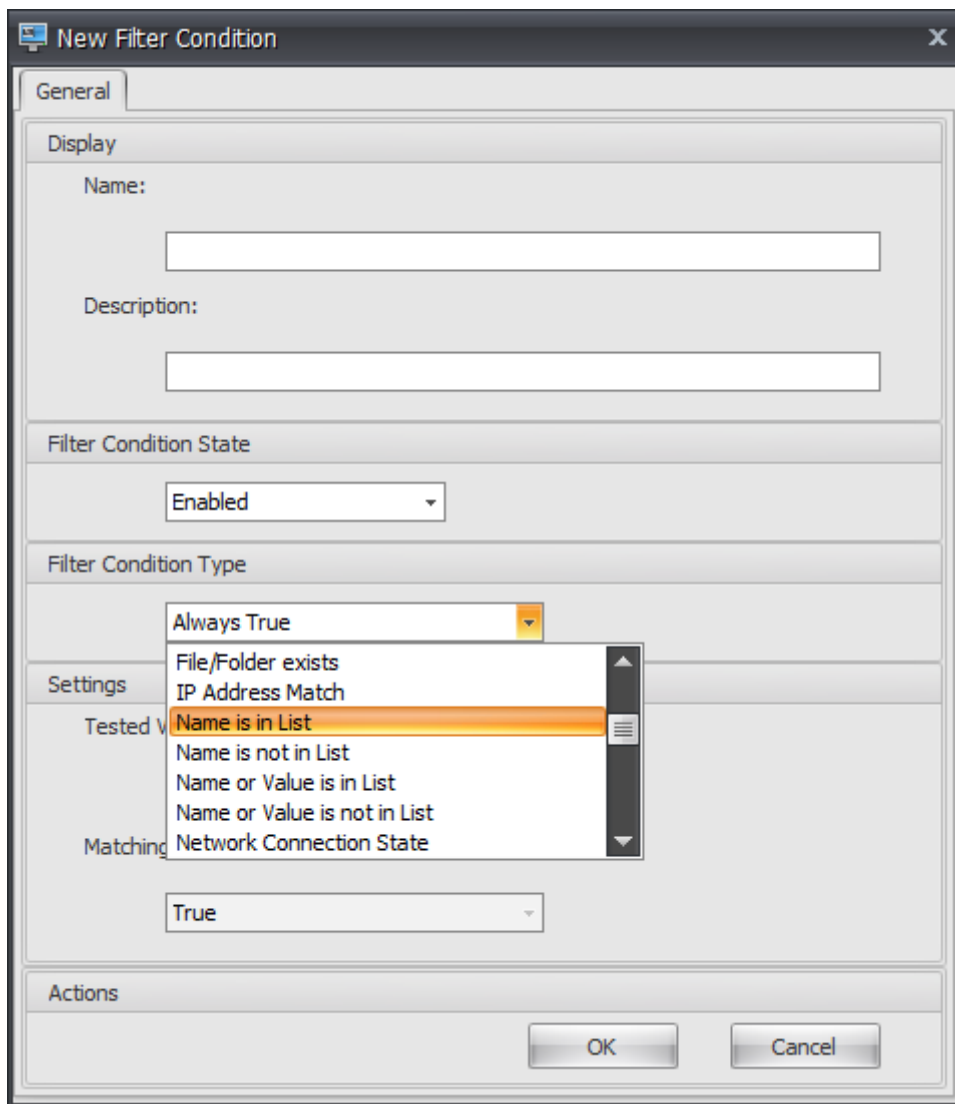 New Filter Condition
General
Display
Name:
Description:
Filter Condition State
Enabled
Filter Condition Type
Always True
File/Folder exists
IP Address Match
Name is in List
Name is not in List
Name or Value is in List
Name or Value is not in List
Network Connection State
Settings
Tested
Matching
True
Actions
OK
Cancel